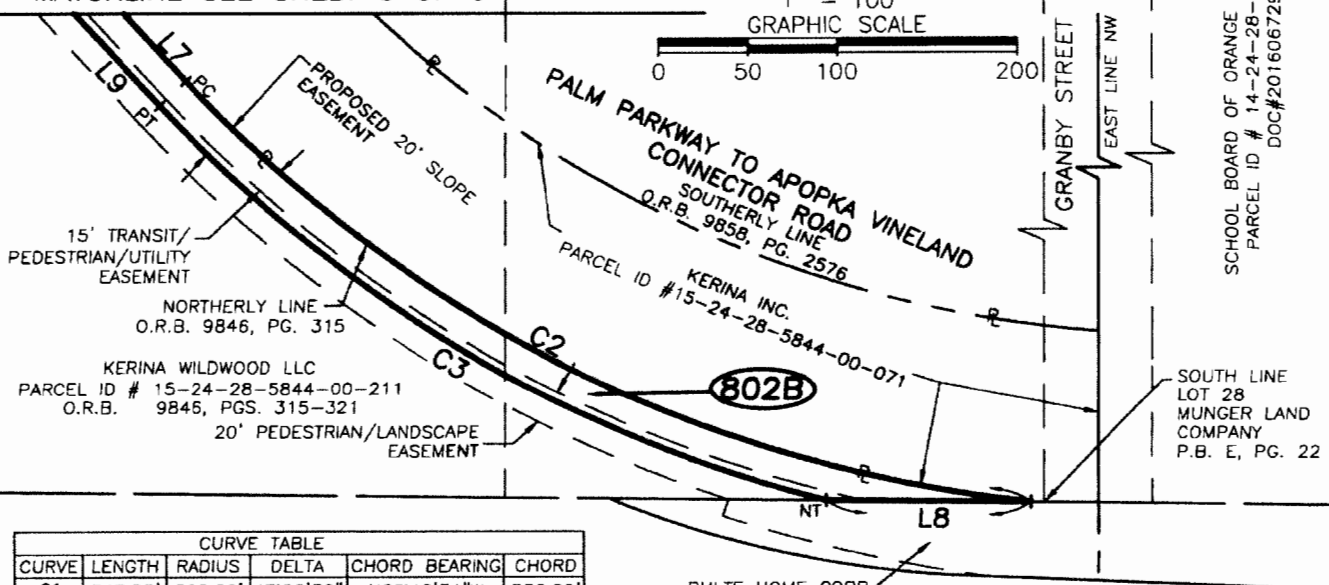 GRAPHIC SCALE
0 50 100 200
L7
PC
L9
PT
PROPOSED 20' SLOPE
EASEMENT
PALM PARKWAY TO APOPKA VINELAND
CONNECTOR ROAD
SOUTHERLY LINE
O.R.B. 9858, PG. 2576
GRANBY STREET
EAST LINE NW
SCHOOL BOARD OF ORANGE
PARCEL ID # 14-24-28-
15' TRANSIT/
PEDESTRIAN/UTILITY
EASEMENT
NORTHERLY LINE
O.R.B. 9846, PG. 315
KERINA INC.
PARCEL ID #15-24-28-5844-00-071
KERINA WILDWOOD LLC
PARCEL ID # 15-24-28-5844-00-211
O.R.B. 9846, PGS. 315-321
C2
C3
802B
20' PEDESTRIAN/LANDSCAPE
EASEMENT
SOUTH LINE
LOT 28
MUNGER LAND
COMPANY
P.B. E, PG. 22
NT
L8
CURVE TABLE
CURVE LENGTH RADIUS DELTA CHORD BEARING CHORD